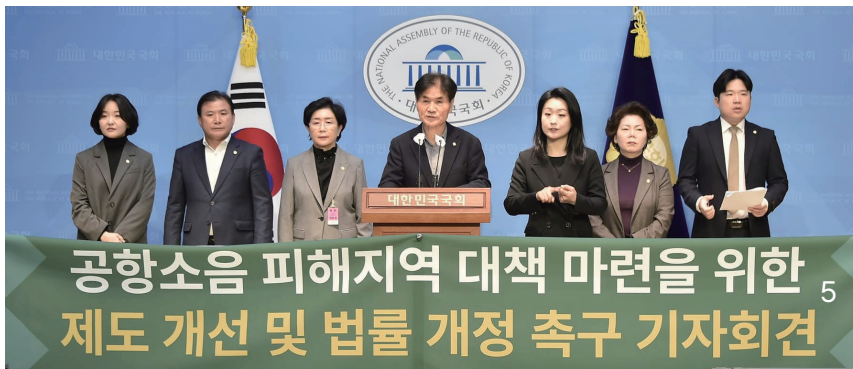 대한민국국회
THE NATIONAL ASSEMBLY OF THE REPUBLIC OF KOREA
대한민국국회
공항소음 피해지역 대책 마련을 위한
5
제도 개선 및 법률 개정 촉구 기자회견